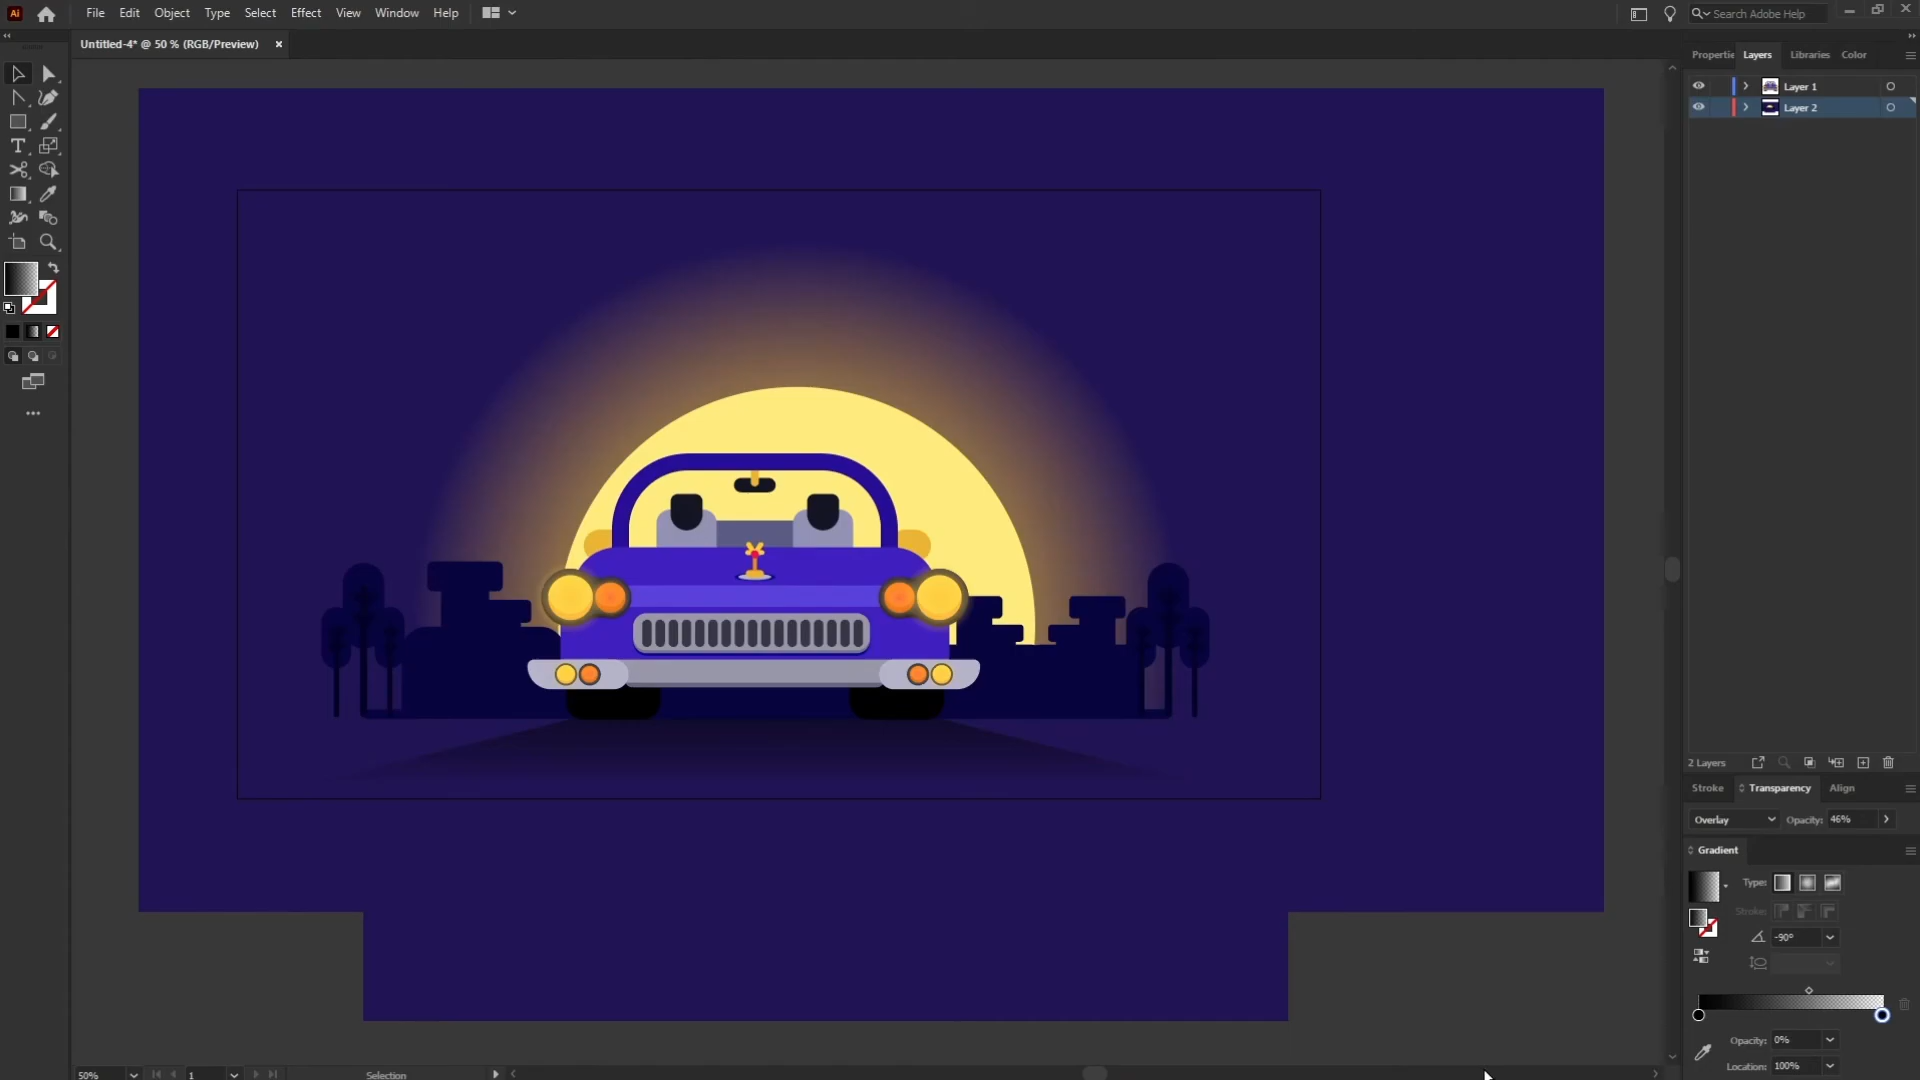 Ai File Edit Object Type Select Effect View Window Help Search Adobe Help
Untitled-4* @ 50 % (RGB/Preview) ×
Propertie Layers Libraries Color
Layer 1
Layer 2
2 Layers
Stroke Transparency Align
Overlay Opacity: 46%
Gradient
Type:
Stroke:
-90°
Opacity: 0%
Location: 100%
50% 1 Selection